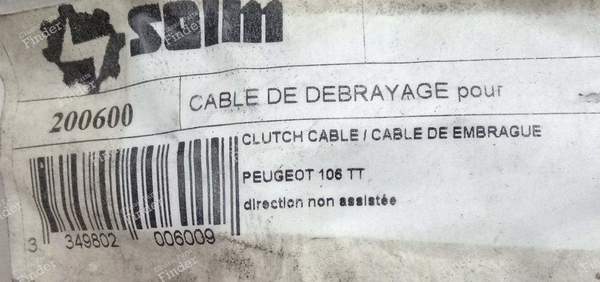 seim
200600
CABLE DE DEBRAYAGE pour
CLUTCH CABLE / CABLE DE EMBRAGUE
PEUGEOT 106 TT
direction non assistée
3 349802 006009